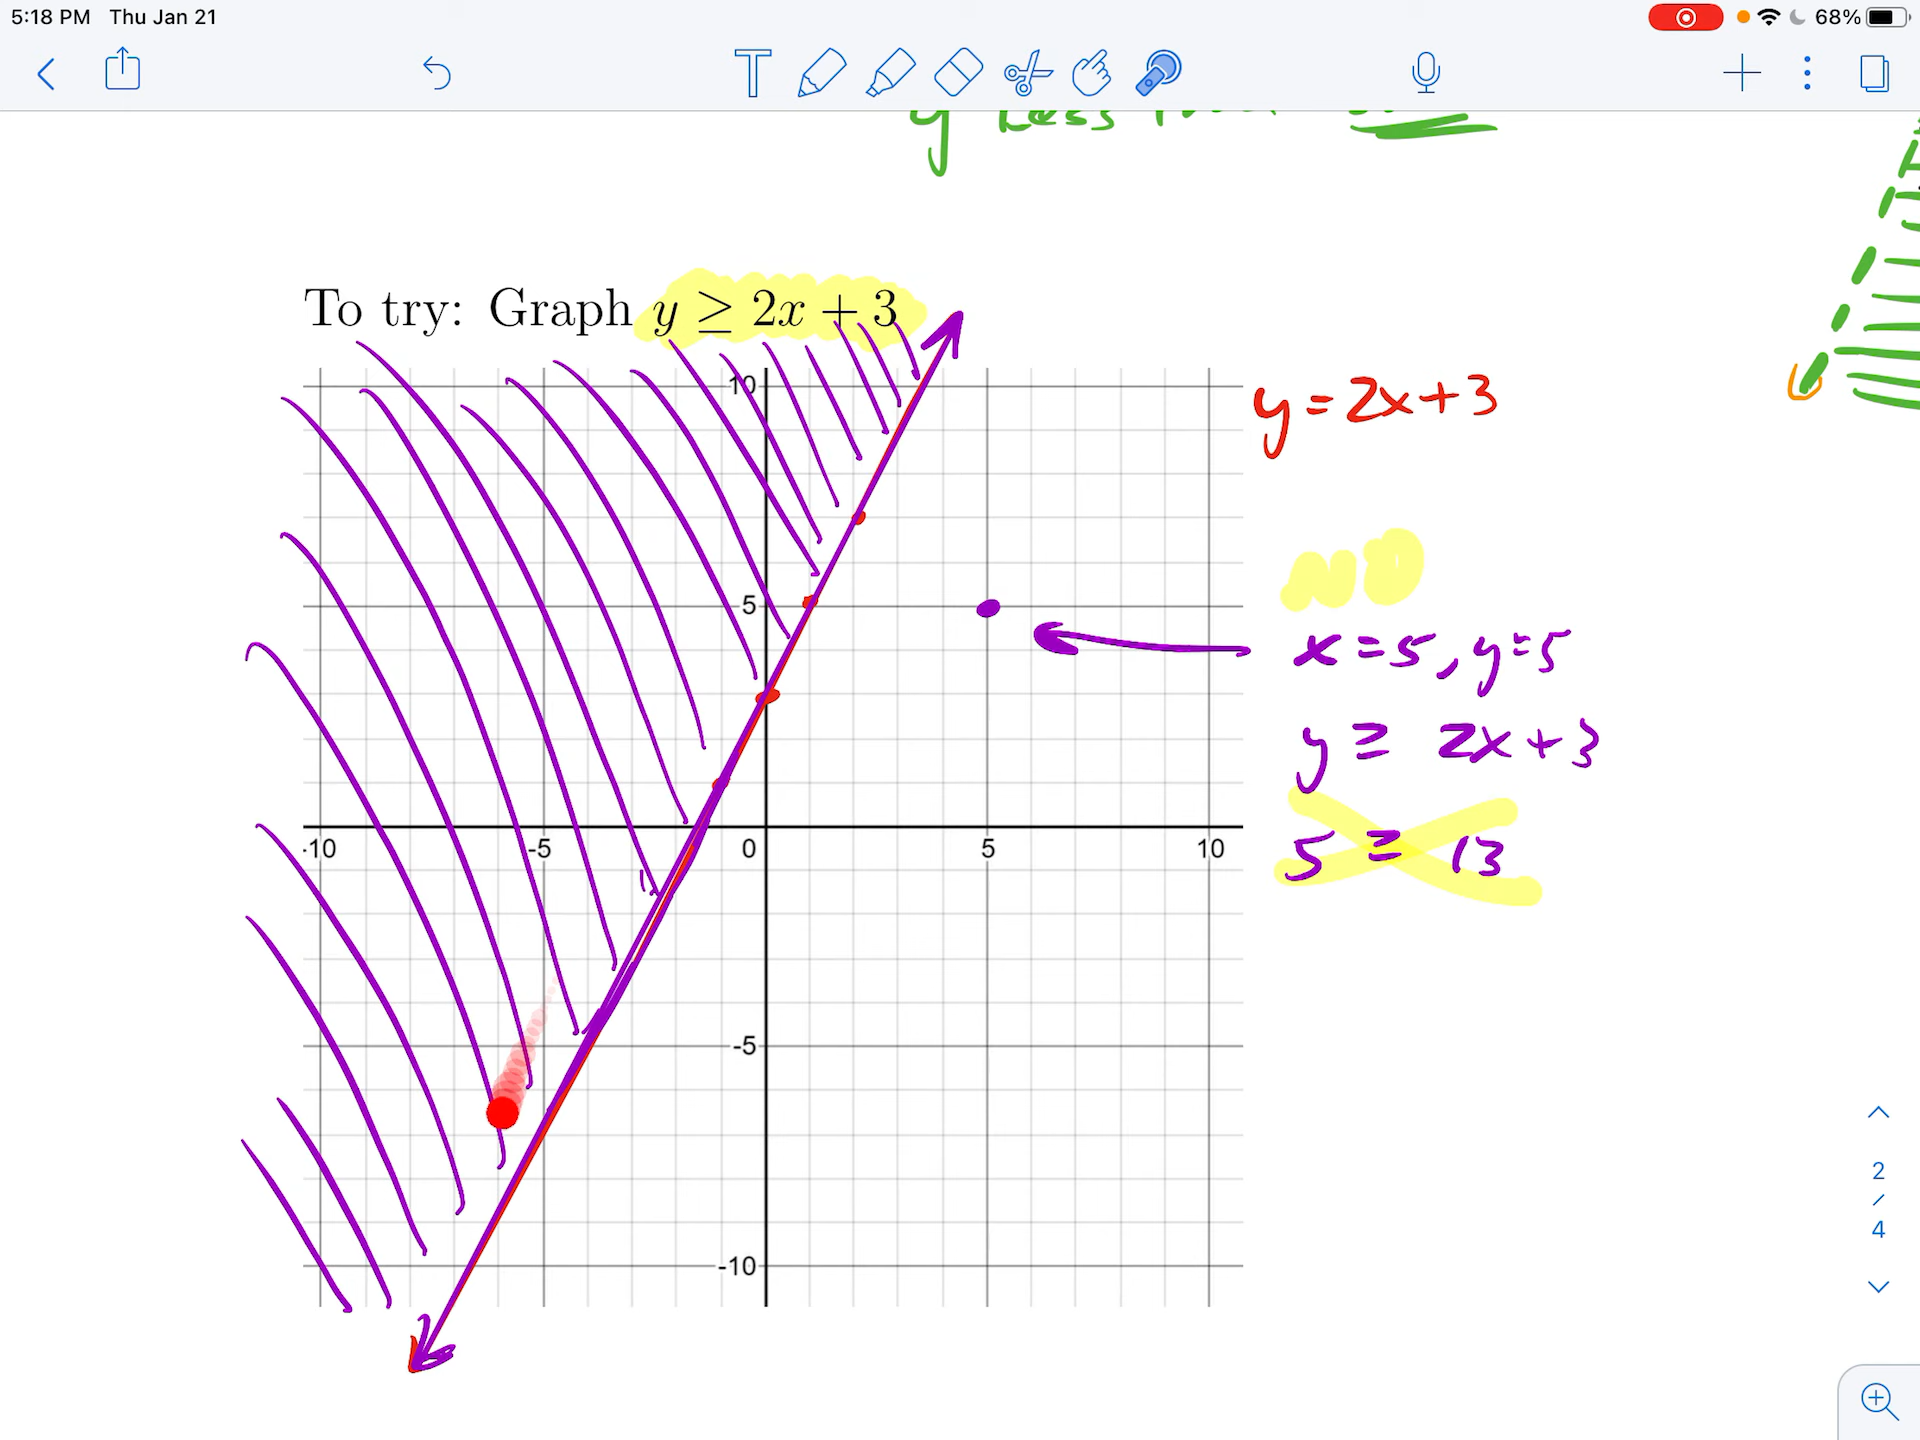 5:18 PM Thu Jan 21
68%
y Less
To try: Graph y ≥ 2x + 3
10
5
-10
-5
0
5
10
-5
-10
y = 2x+3
NO
x = 5, y = 5
y ≥ 2x + 3
5 ≥ 13
2
/
4